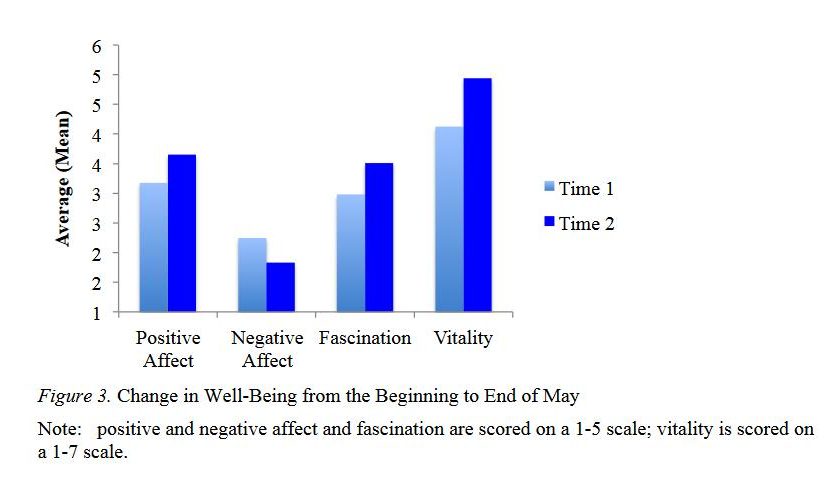 6
5
5
4
4
3
3
2
2
1
Average (Mean)
Positive Affect
Negative Affect
Fascination
Vitality
Time 1
Time 2
Figure 3. Change in Well-Being from the Beginning to End of May
Note: positive and negative affect and fascination are scored on a 1-5 scale; vitality is scored on
a 1-7 scale.